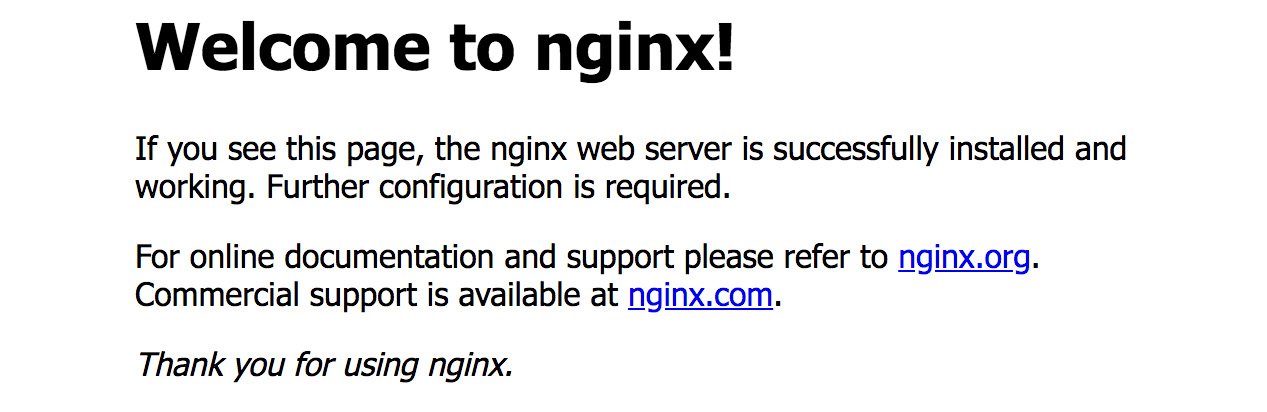 Welcome to nginx!
If you see this page, the nginx web server is successfully installed and
working. Further configuration is required.
For online documentation and support please refer to nginx.org.
Commercial support is available at nginx.com.
Thank you for using nginx.